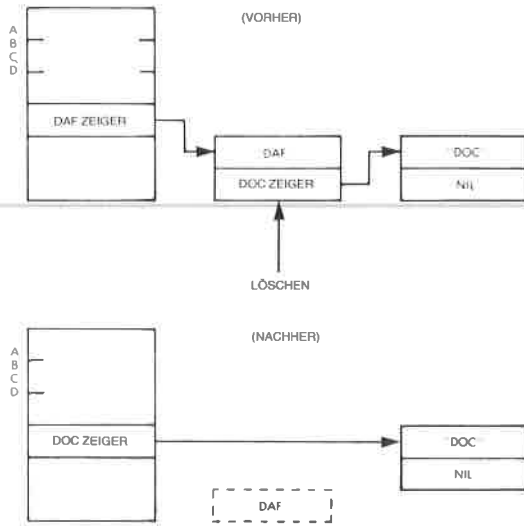 (VORHER)
A
B
C
D
DAF ZEIGER
DAF
DOC ZEIGER
DOC
NIL
LÖSCHEN
(NACHHER)
A
B
C
D
DOC ZEIGER
DOC
NIL
DAF